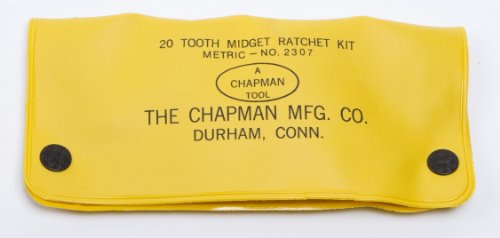 20 TOOTH MIDGET RATCHET KIT
METRIC - NO. 2307
A
CHAPMAN
TOOL
THE CHAPMAN MFG. CO.
DURHAM, CONN.